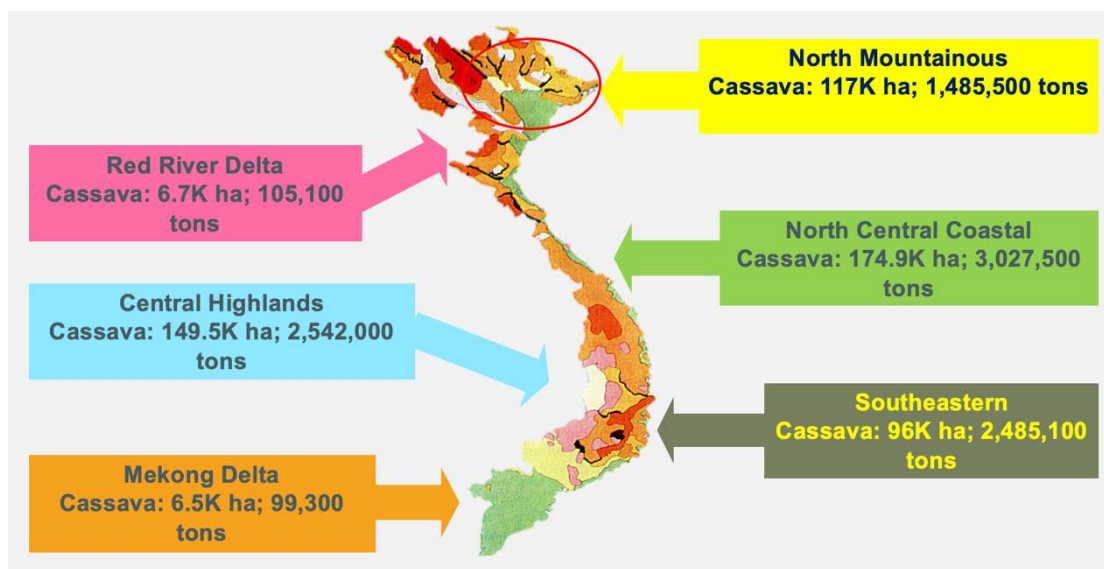 North Mountainous
Cassava: 117K ha; 1,485,500 tons
Red River Delta
Cassava: 6.7K ha; 105,100
tons
North Central Coastal
Cassava: 174.9K ha; 3,027,500
tons
Central Highlands
Cassava: 149.5K ha; 2,542,000
tons
Southeastern
Cassava: 96K ha; 2,485,100
tons
Mekong Delta
Cassava: 6.5K ha; 99,300
tons